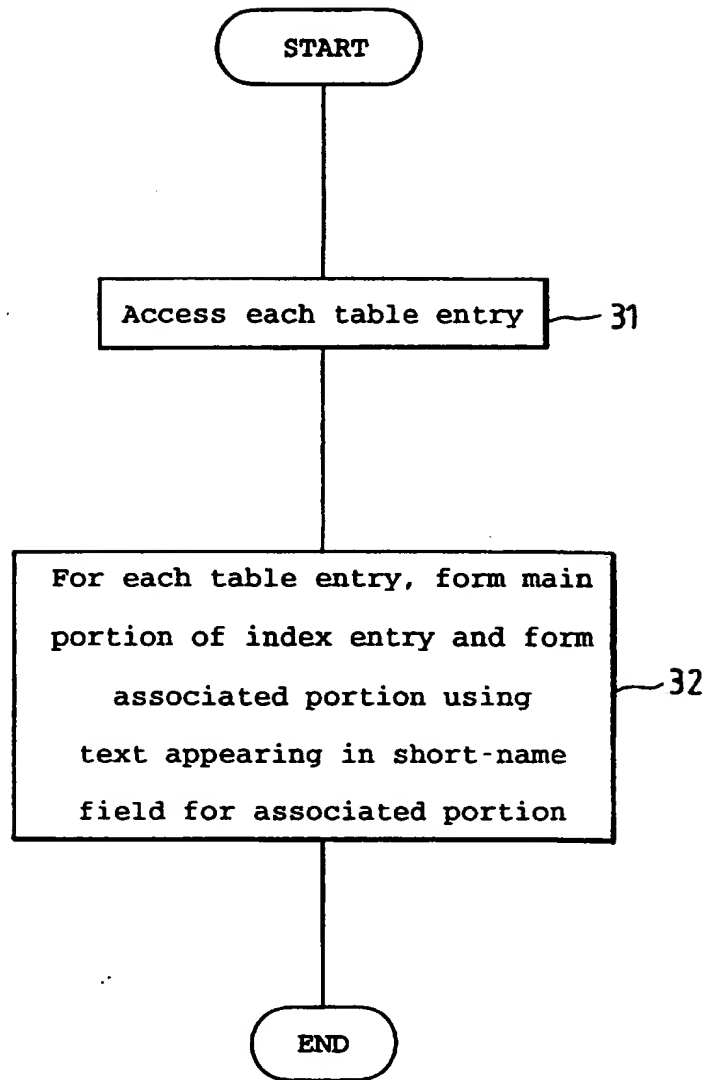 START
Access each table entry
31
For each table entry, form main
portion of index entry and form
associated portion using
text appearing in short-name
field for associated portion
32
END